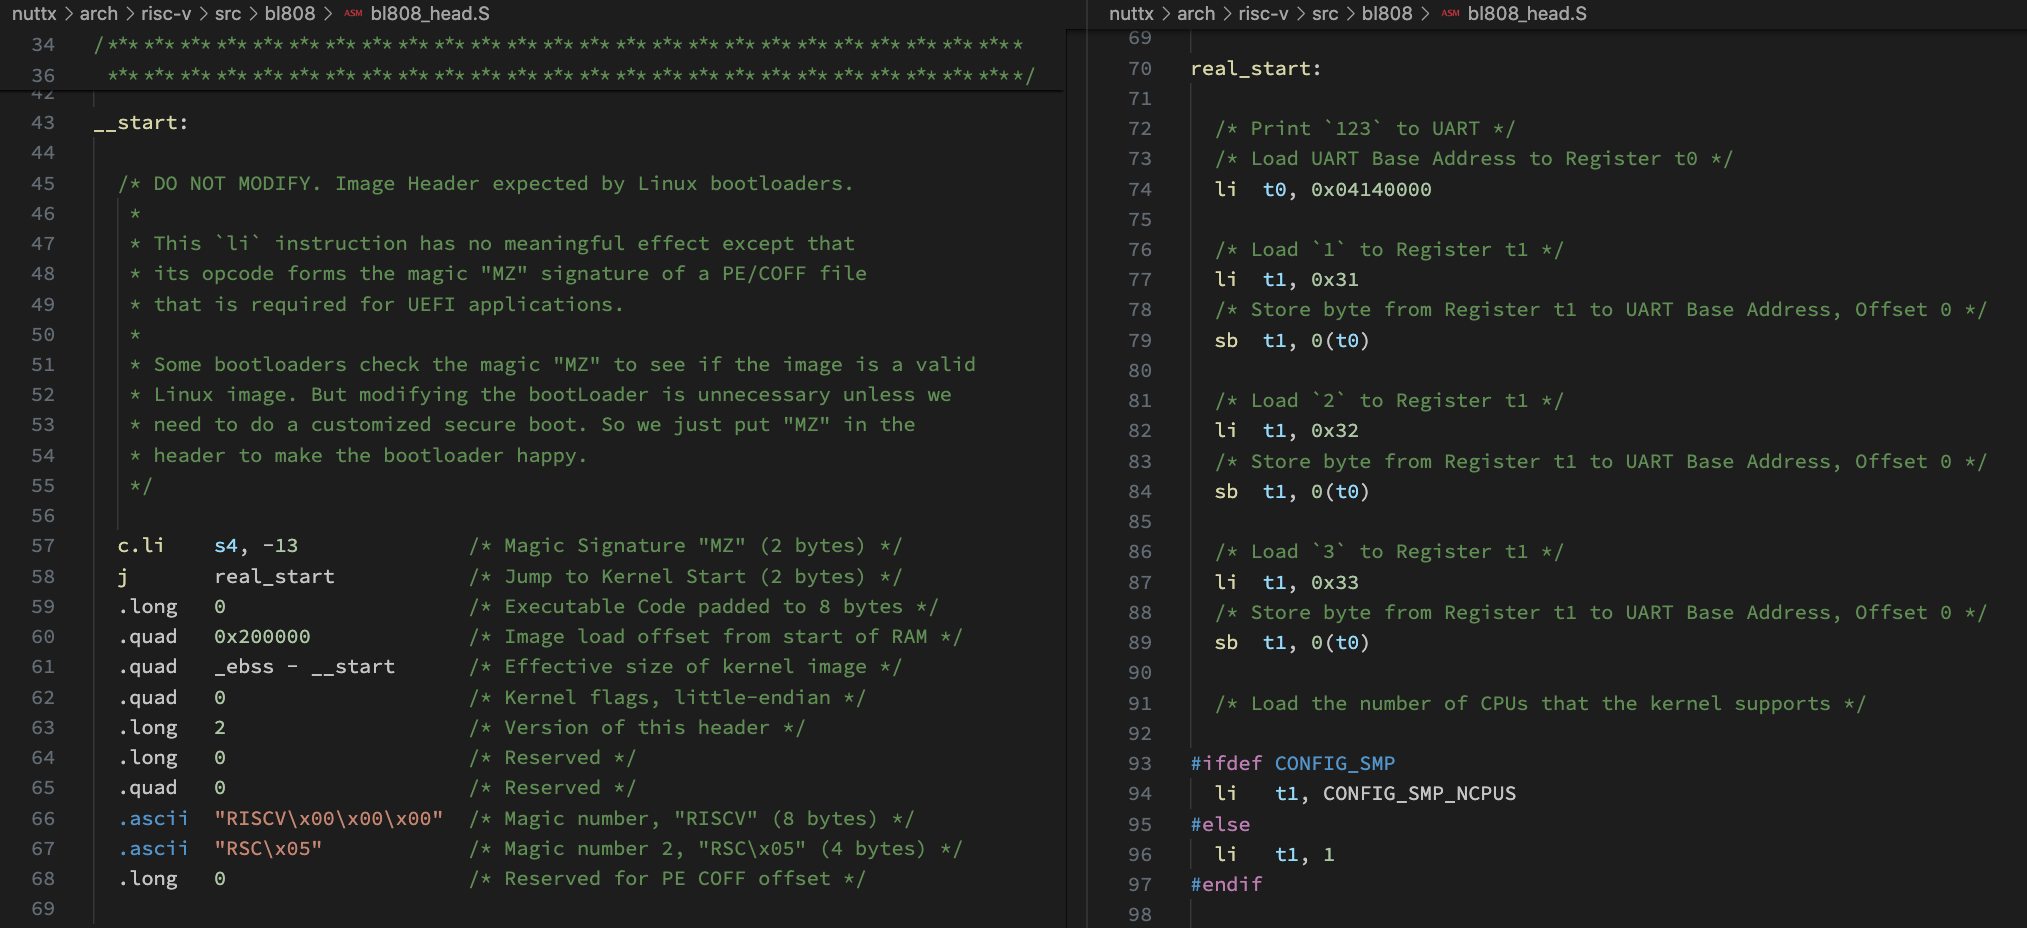 nuttx > arch > risc-v > src > bl808 > ASM bl808_head.S
34 /****************************************************************************
36  ****************************************************************************/
42
43 __start:
44
45   /* DO NOT MODIFY. Image Header expected by Linux bootloaders.
46    *
47    * This `li` instruction has no meaningful effect except that
48    * its opcode forms the magic "MZ" signature of a PE/COFF file
49    * that is required for UEFI applications.
50    *
51    * Some bootloaders check the magic "MZ" to see if the image is a valid
52    * Linux image. But modifying the bootLoader is unnecessary unless we
53    * need to do a customized secure boot. So we just put "MZ" in the
54    * header to make the bootloader happy.
55    */
56
57   c.li    s4, -13              /* Magic Signature "MZ" (2 bytes) */
58   j       real_start           /* Jump to Kernel Start (2 bytes) */
59   .long   0                    /* Executable Code padded to 8 bytes */
60   .quad   0x200000             /* Image load offset from start of RAM */
61   .quad   _ebss - __start      /* Effective size of kernel image */
62   .quad   0                    /* Kernel flags, little-endian */
63   .long   2                    /* Version of this header */
64   .long   0                    /* Reserved */
65   .quad   0                    /* Reserved */
66   .ascii  "RISCV\x00\x00\x00"  /* Magic number, "RISCV" (8 bytes) */
67   .ascii  "RSC\x05"            /* Magic number 2, "RSC\x05" (4 bytes) */
68   .long   0                    /* Reserved for PE COFF offset */
69
nuttx > arch > risc-v > src > bl808 > ASM bl808_head.S
69
70 real_start:
71
72   /* Print `123` to UART */
73   /* Load UART Base Address to Register t0 */
74   li  t0, 0x04140000
75
76   /* Load `1` to Register t1 */
77   li  t1, 0x31
78   /* Store byte from Register t1 to UART Base Address, Offset 0 */
79   sb  t1, 0(t0)
80
81   /* Load `2` to Register t1 */
82   li  t1, 0x32
83   /* Store byte from Register t1 to UART Base Address, Offset 0 */
84   sb  t1, 0(t0)
85
86   /* Load `3` to Register t1 */
87   li  t1, 0x33
88   /* Store byte from Register t1 to UART Base Address, Offset 0 */
89   sb  t1, 0(t0)
90
91   /* Load the number of CPUs that the kernel supports */
92
93 #ifdef CONFIG_SMP
94   li   t1, CONFIG_SMP_NCPUS
95 #else
96   li   t1, 1
97 #endif
98